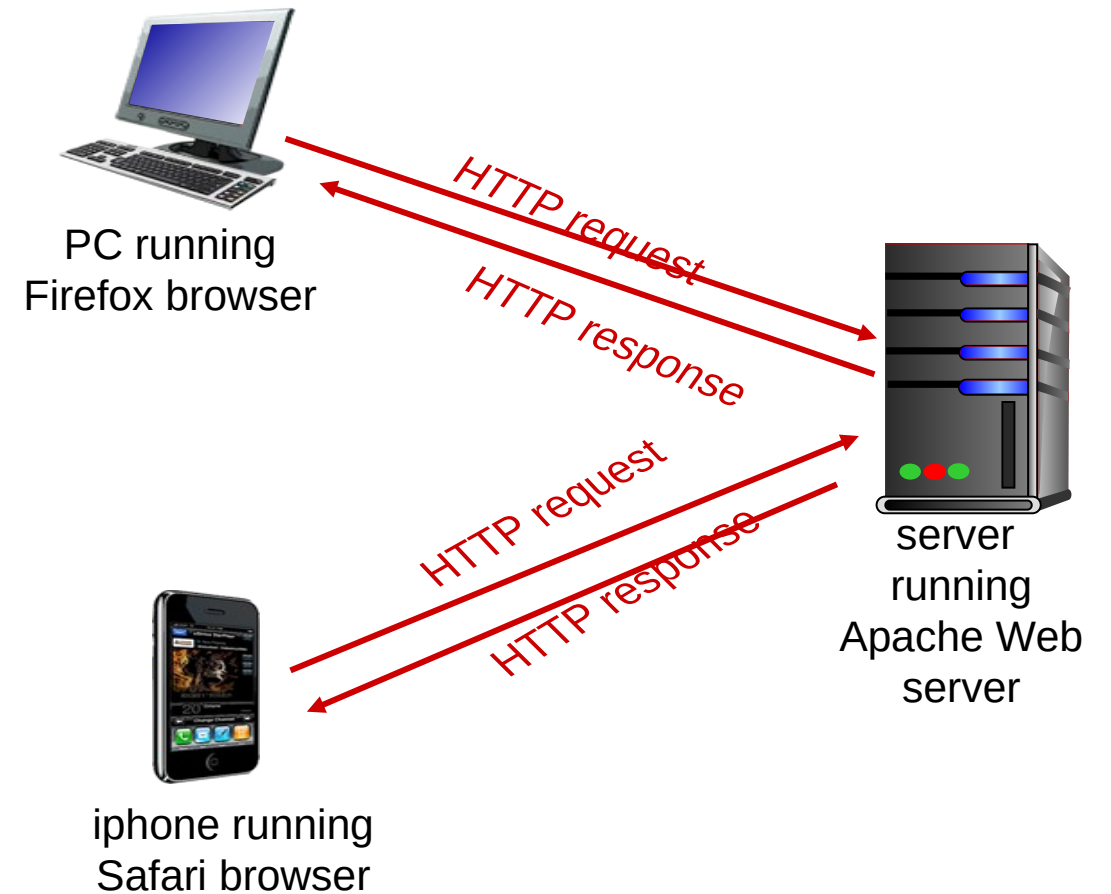 HTTP request
PC running
Firefox browser
HTTP response
HTTP request
server
running
Apache Web
server
HTTP response
iphone running
Safari browser